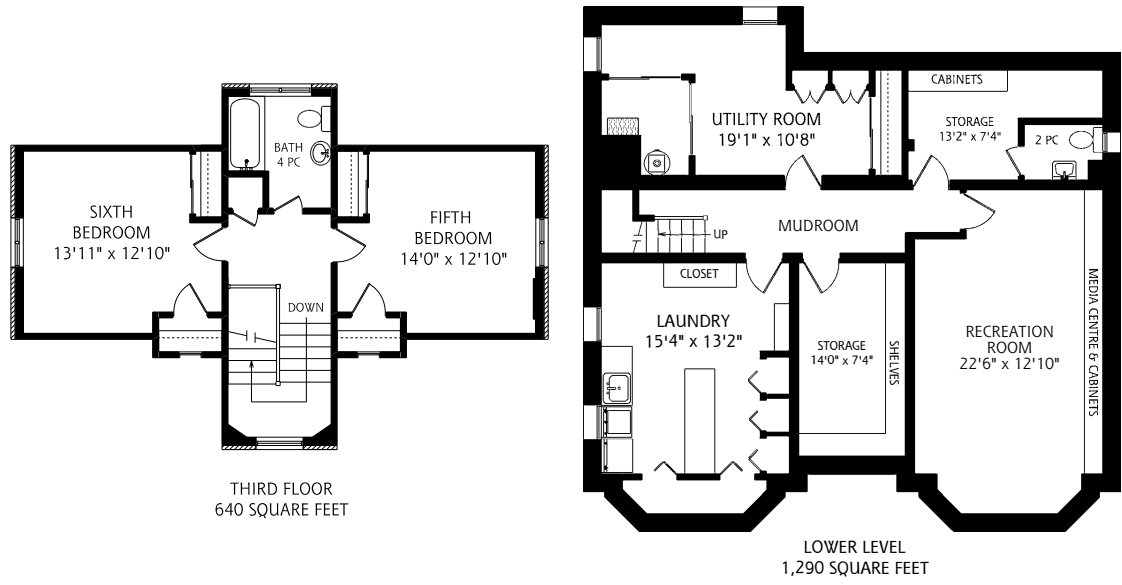 BATH
4 PC
SIXTH
BEDROOM
13'11" x 12'10"
FIFTH
BEDROOM
14'0" x 12'10"
DOWN
THIRD FLOOR
640 SQUARE FEET
UTILITY ROOM
19'1" x 10'8"
CABINETS
STORAGE
13'2" x 7'4"
2 PC
UP
MUDROOM
CLOSET
LAUNDRY
15'4" x 13'2"
STORAGE
14'0" x 7'4"
SHELVES
RECREATION
ROOM
22'6" x 12'10"
MEDIA CENTRE & CABINETS
LOWER LEVEL
1,290 SQUARE FEET